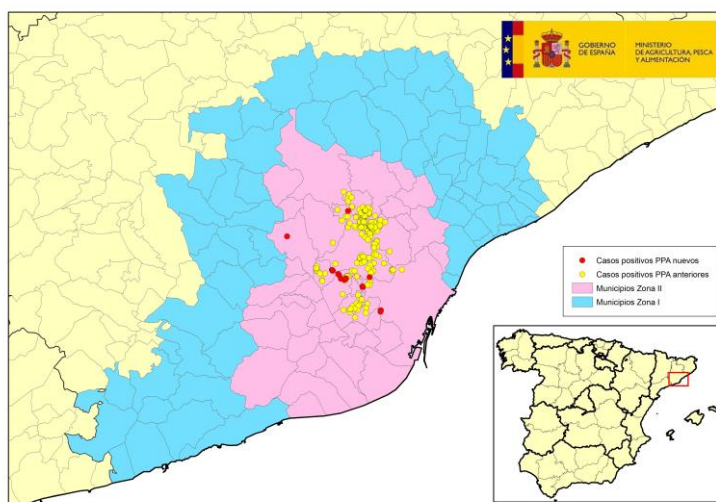 GOBIERNO
DE ESPAÑA
MINISTERIO
DE AGRICULTURA, PESCA
Y ALIMENTACIÓN
Casos positivos PPA nuevos
Casos positivos PPA anteriores
Municipios Zona II
Municipios Zona I